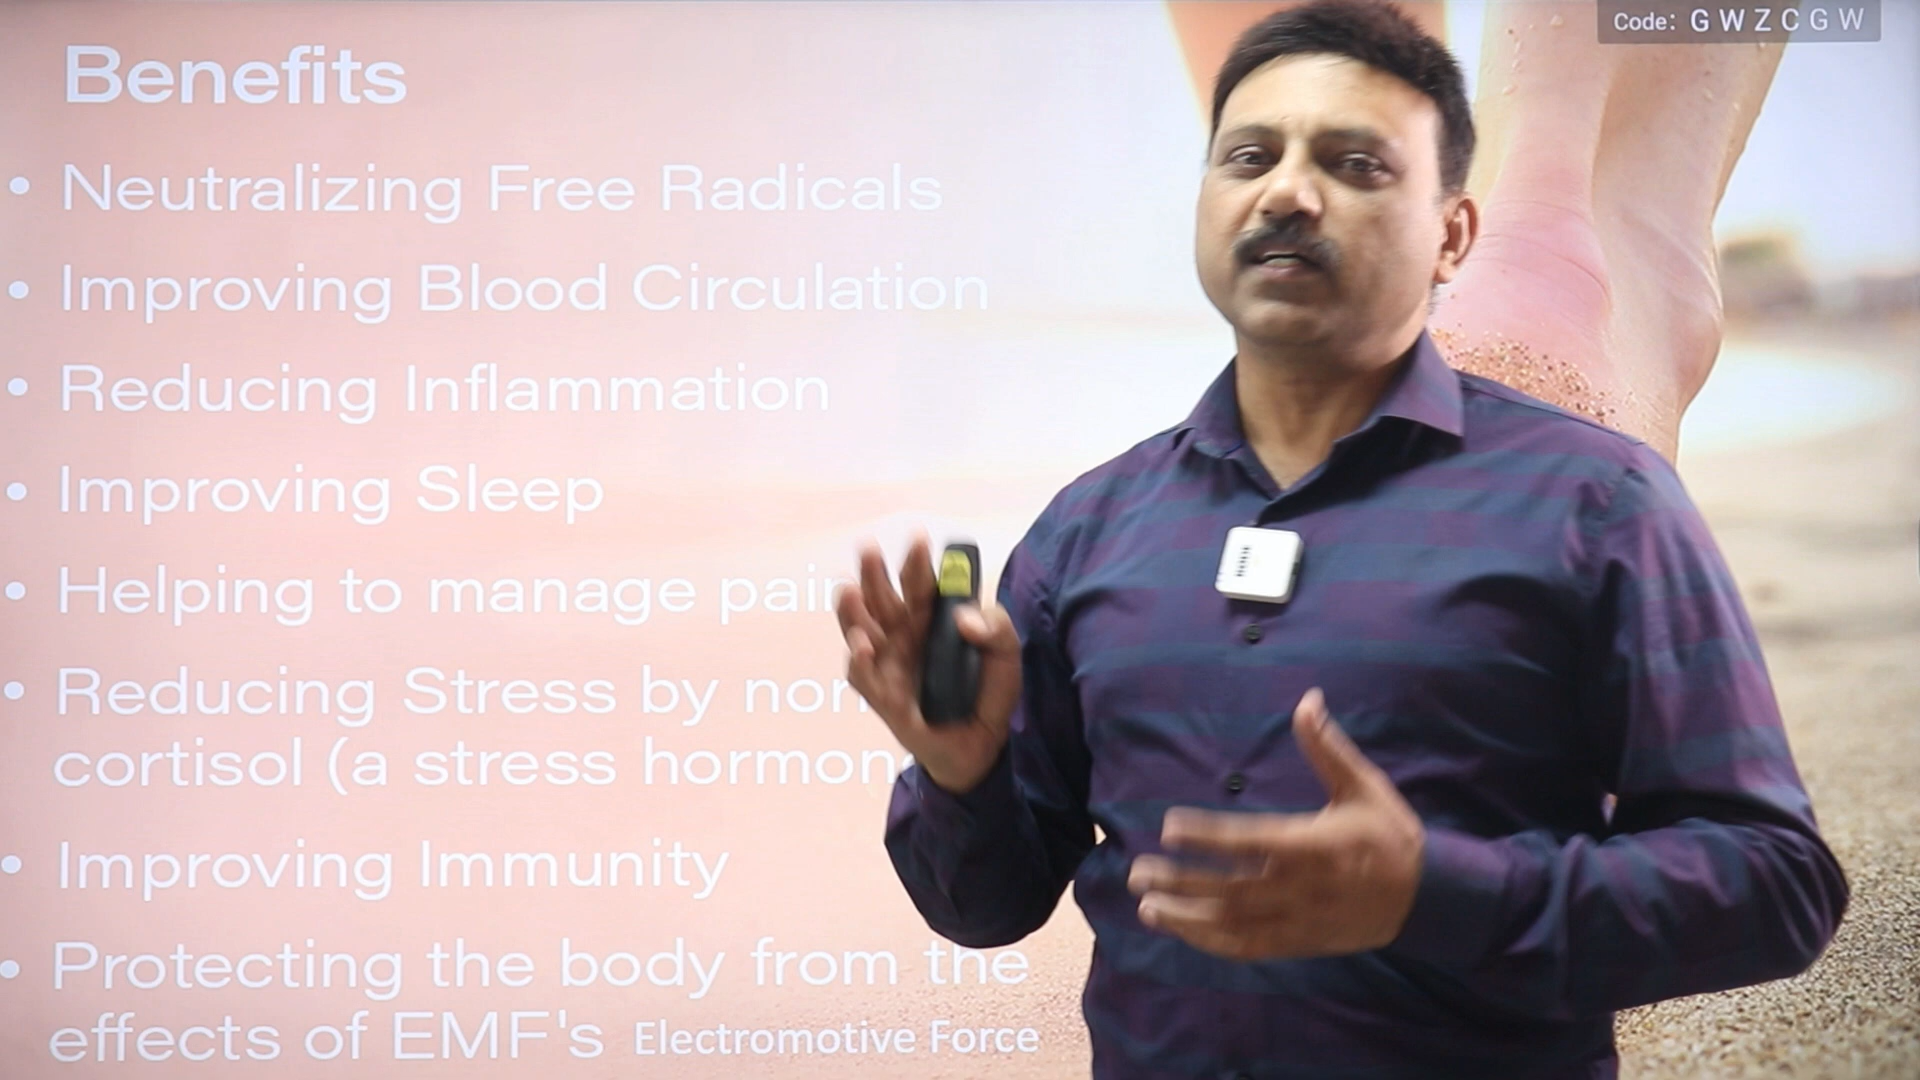 Code: GWZCGW
Benefits
• Neutralizing Free Radicals
• Improving Blood Circulation
• Reducing Inflammation
• Improving Sleep
• Helping to manage
• Reducing Stress by
cortisol (a stress
• Improving Immunity
• Protecting the body from the
effects of EMF's Electromotive Force